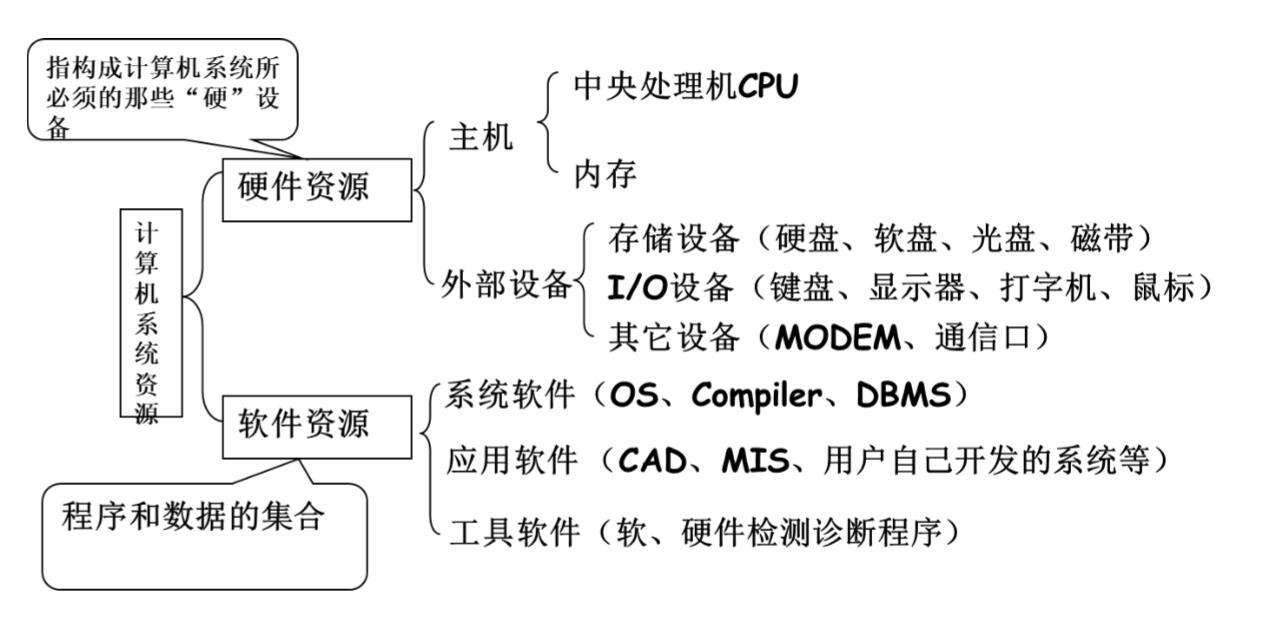 指构成计算机系统所
必须的那些“硬”设
备
中央处理机CPU
主机
内存
硬件资源
存储设备（硬盘、软盘、光盘、磁带）
外部设备
I/O设备（键盘、显示器、打字机、鼠标）
其它设备（MODEM、通信口）
计
算
机
系
统
资
源
系统软件（OS、Compiler、DBMS）
软件资源
应用软件（CAD、MIS、用户自己开发的系统等）
工具软件（软、硬件检测诊断程序）
程序和数据的集合